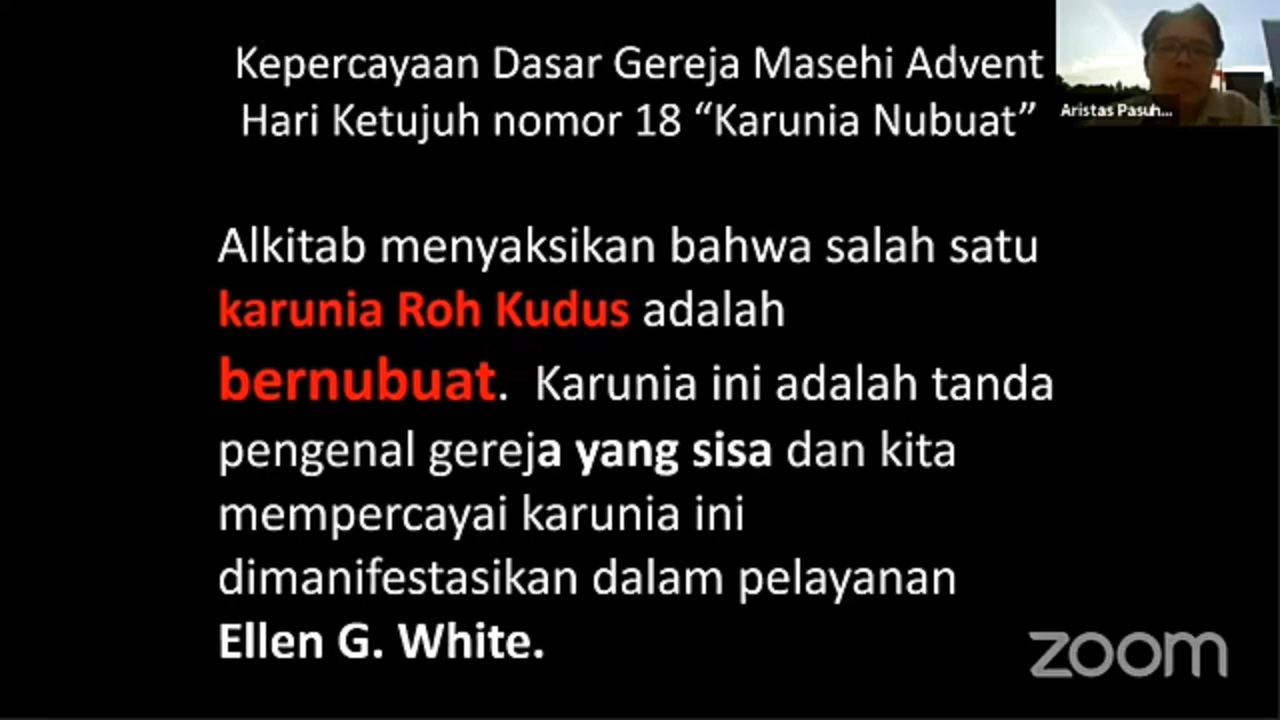 Kepercayaan Dasar Gereja Masehi Advent
Hari Ketujuh nomor 18 “Karunia Nubuat”
Aristas Pasuh...
Alkitab menyaksikan bahwa salah satu
karunia Roh Kudus adalah
bernubuat. Karunia ini adalah tanda
pengenal gereja yang sisa dan kita
mempercayai karunia ini
dimanifestasikan dalam pelayanan
Ellen G. White.
zoom